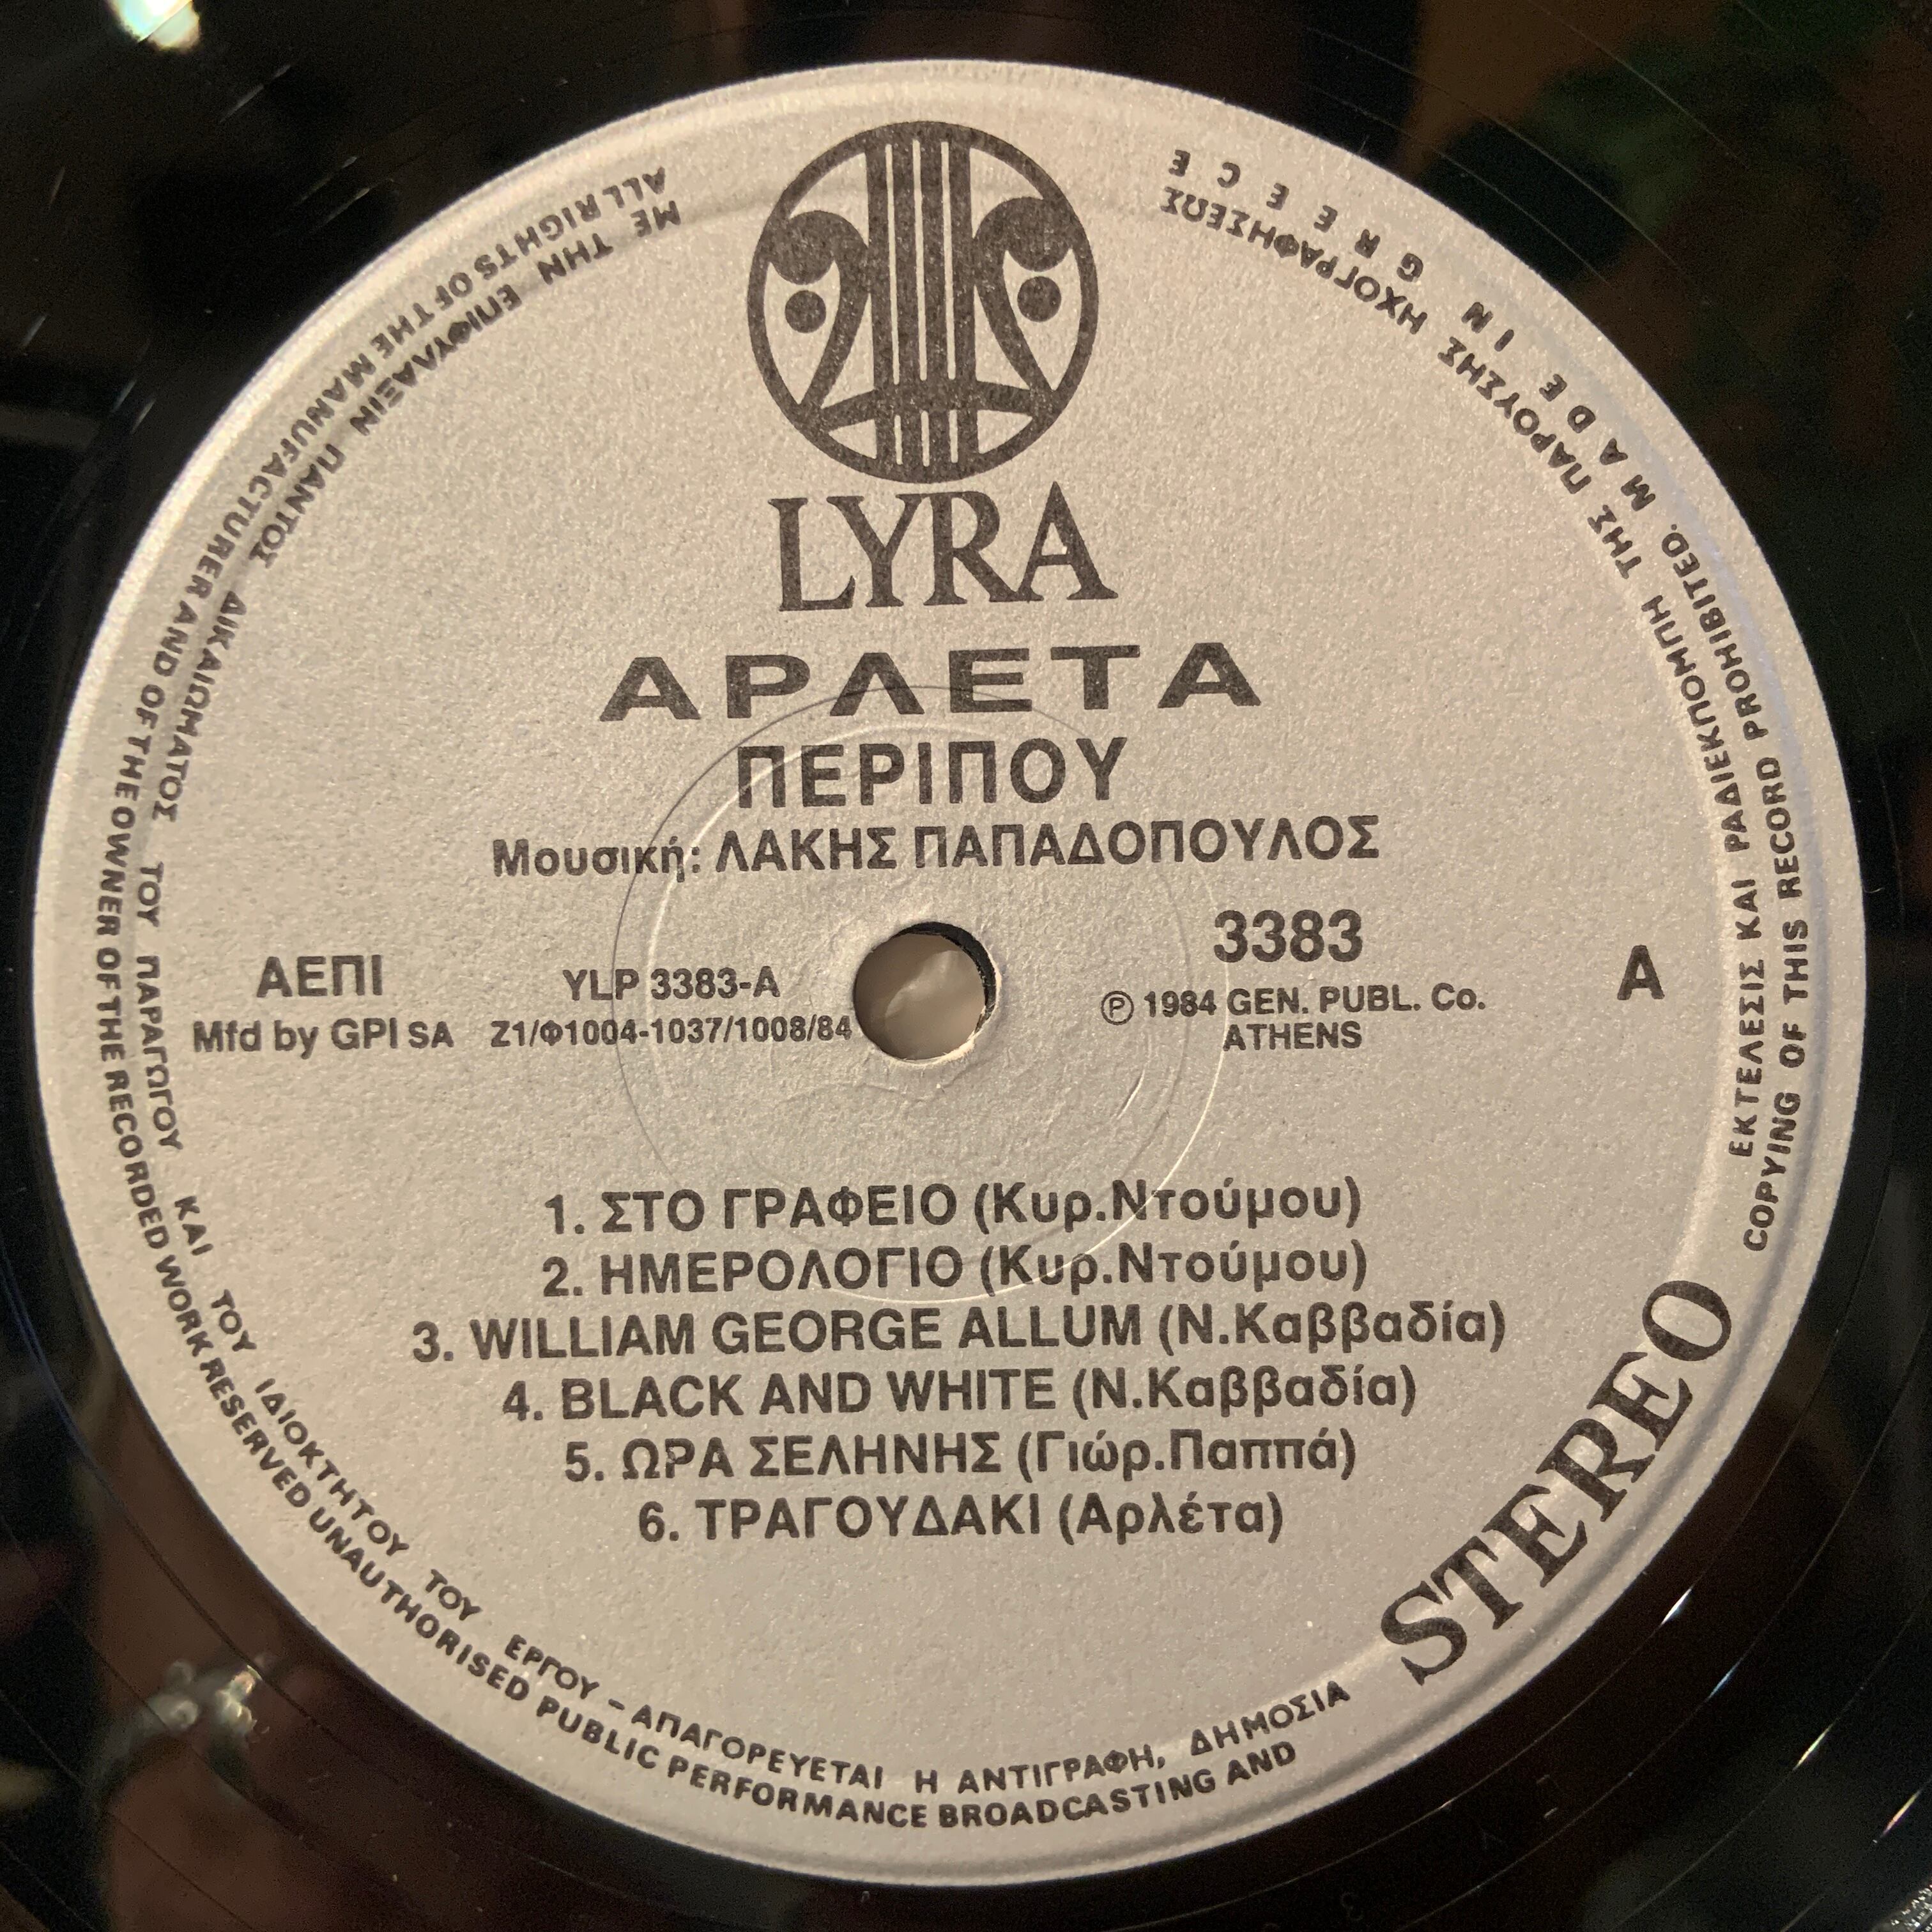 LYRA
ΑΡΛΕΤΑ
ΠΕΡΙΠΟΥ
Μουσική: ΛΑΚΗΣ ΠΑΠΑΔΟΠΟΥΛΟΣ
3383
ΑΕΠΙ
YLP 3383-A
Mfd by GPI SA
Ζ1/Φ1004-1037/1008/84
℗ 1984 GEN. PUBL. Co.
ATHENS
A
1. ΣΤΟ ΓΡΑΦΕΙΟ (Κυρ.Ντούμου)
2. ΗΜΕΡΟΛΟΓΙΟ (Κυρ.Ντούμου)
3. WILLIAM GEORGE ALLUM (Ν.Καββαδία)
4. BLACK AND WHITE (Ν.Καββαδία)
5. ΩΡΑ ΣΕΛΗΝΗΣ (Γιώρ.Παππά)
6. ΤΡΑΓΟΥΔΑΚΙ (Αρλέτα)
STEREO
ΜΕ ΤΗΝ ΕΠΙΦΥΛΑΞΙΝ ΠΑΝΤΟΣ ΔΙΚΑΙΩΜΑΤΟΣ ΤΟΥ ΠΑΡΑΓΩΓΟΥ ΚΑΙ ΤΟΥ ΙΔΙΟΚΤΗΤΟΥ ΤΟΥ ΕΡΓΟΥ – ΑΠΑΓΟΡΕΥΕΤΑΙ Η ΑΝΤΙΓΡΑΦΗ, ΔΗΜΟΣΙΑ ΕΚΤΕΛΕΣΙΣ ΚΑΙ ΡΑΔΙΕΚΠΟΜΠΗ ΤΗΣ ΠΑΡΟΥΣΗΣ ΗΧΟΓΡΑΦΗΣΕΩΣ
ALL RIGHTS OF THE MANUFACTURER AND OF THE OWNER OF THE RECORDED WORK RESERVED UNAUTHORISED PUBLIC PERFORMANCE BROADCASTING AND COPYING OF THIS RECORD PROHIBITED. MADE IN GREECE